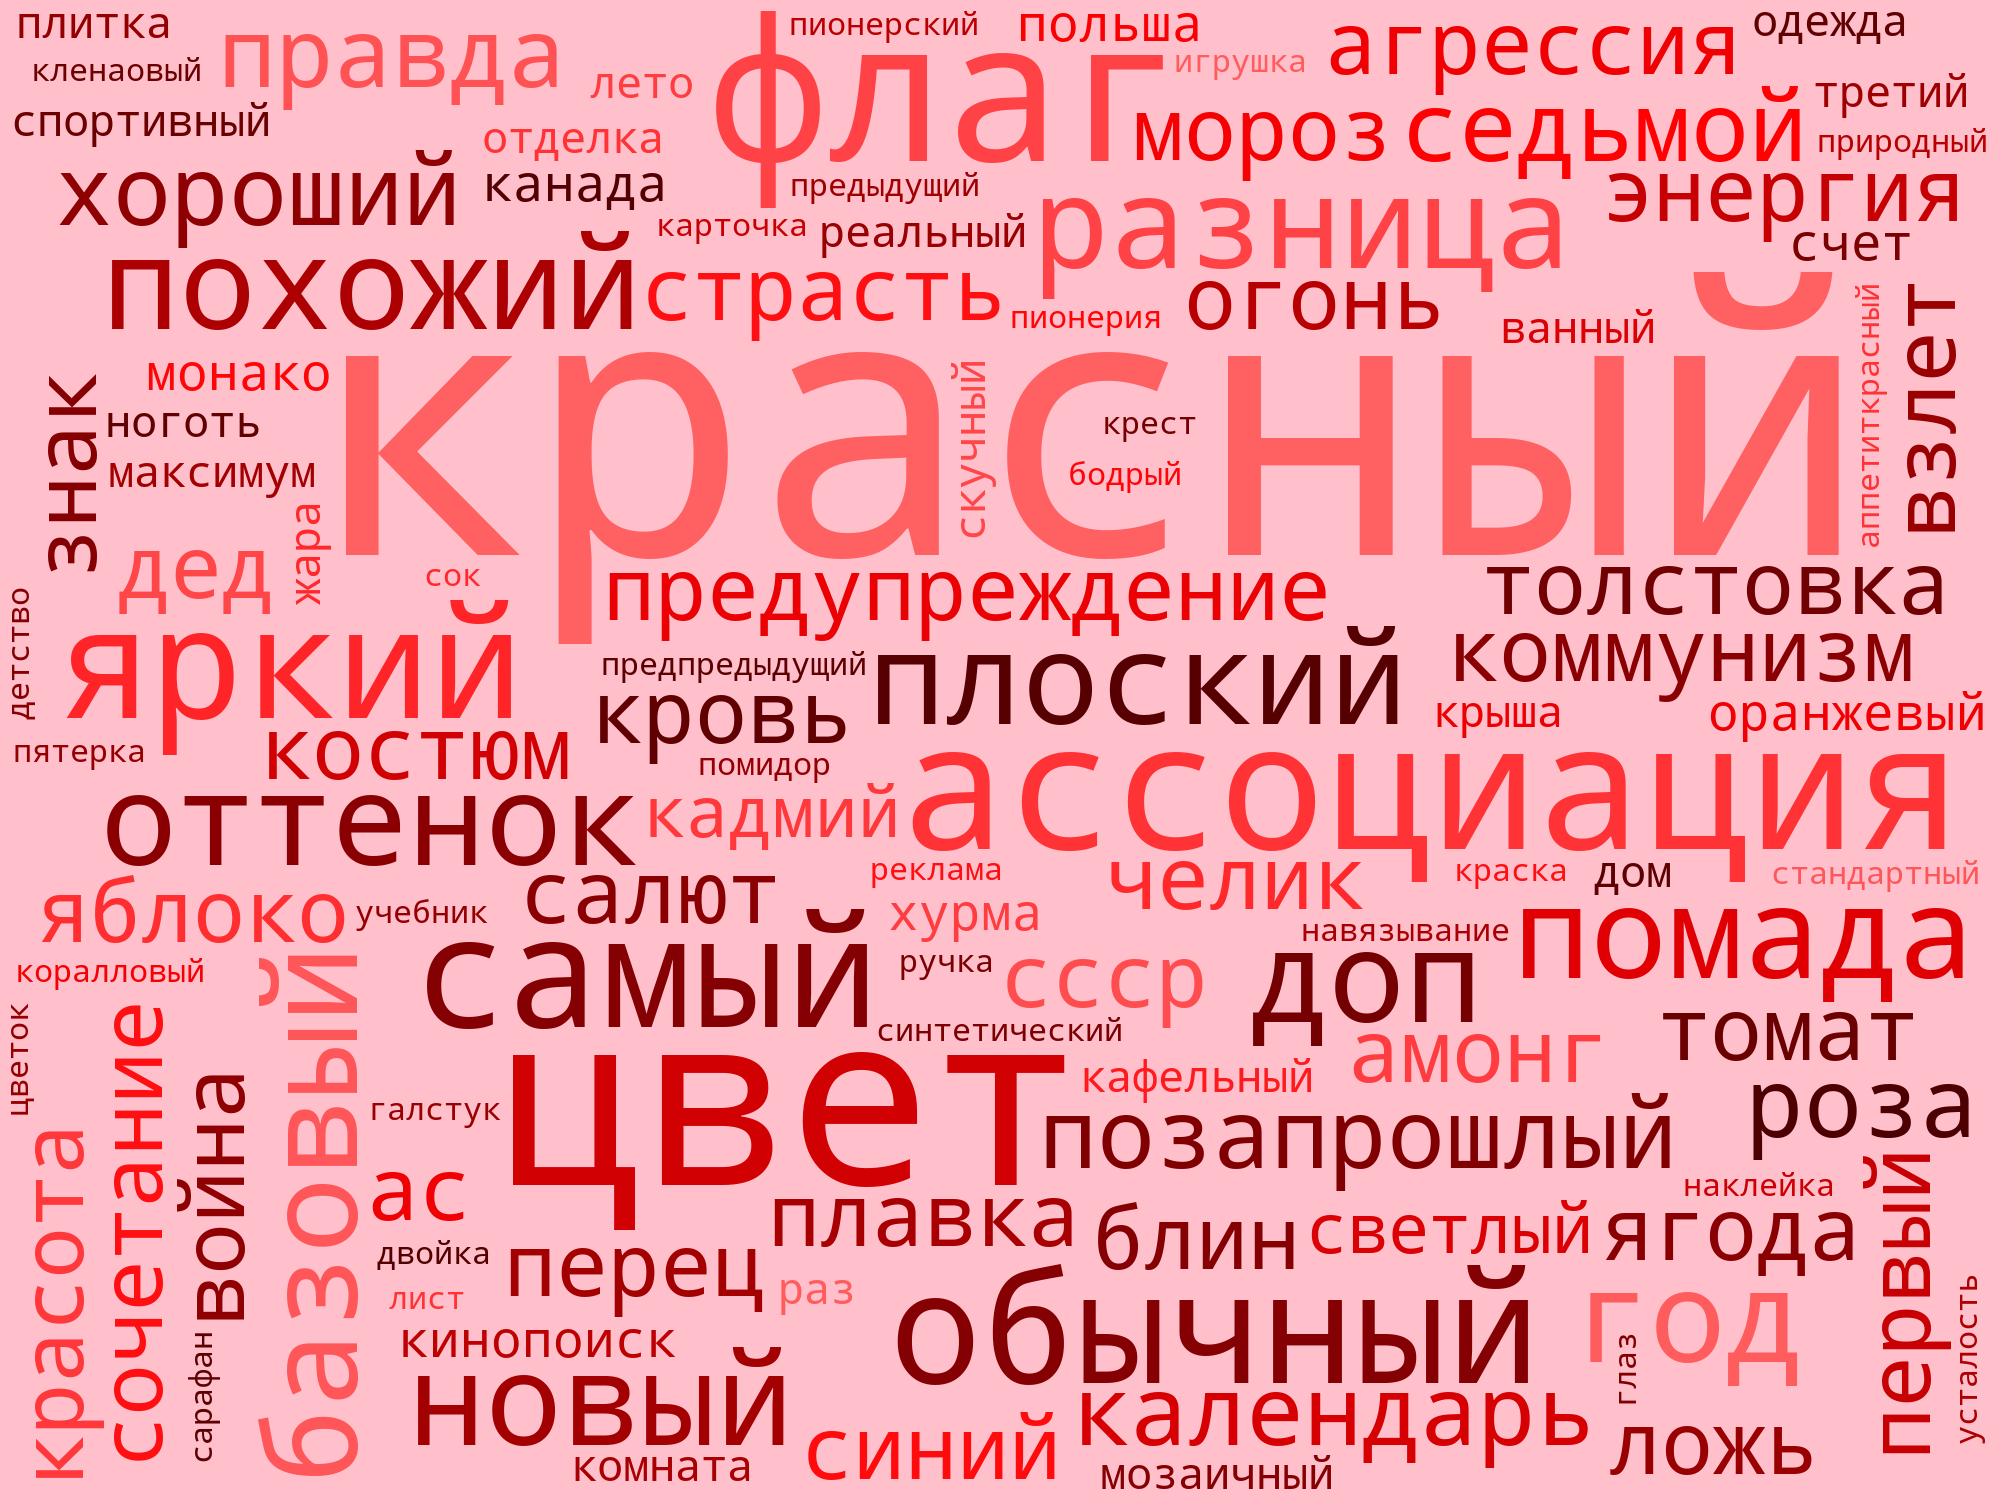 плитка
пионерский
польша
одежда
правда
флаг
агрессия
кленаовый
лето
игрушка
третий
спортивный
отделка
мороз
седьмой
природный
хороший
канада
предыдущий
разница
энергия
карточка
реальный
счет
похожий
страсть
пионерия
огонь
ванный
аппетиткрасный
взлет
монако
красный
знак
ноготь
скучный
крест
максимум
бодрый
жара
дед
сок
предупреждение
толстовка
детство
яркий
предпредыдущий
плоский
коммунизм
кровь
крыша
оранжевый
пятерка
костюм
помидор
ассоциация
оттенок
кадмий
яблоко
учебник
салют
реклама
челик
краска
дом
стандартный
хурма
помада
навязывание
коралловый
базовый
самый
ручка
ссср
доп
цветок
сочетание
синтетический
томат
цвет
кафельный
амонг
роза
война
галстук
позапрошлый
красота
ас
плавка
блин
светлый
наклейка
ягода
первый
двойка
перец
раз
лист
обычный
год
усталость
сарафан
кинопоиск
глаз
новый
календарь
синий
ложь
комната
мозаичный